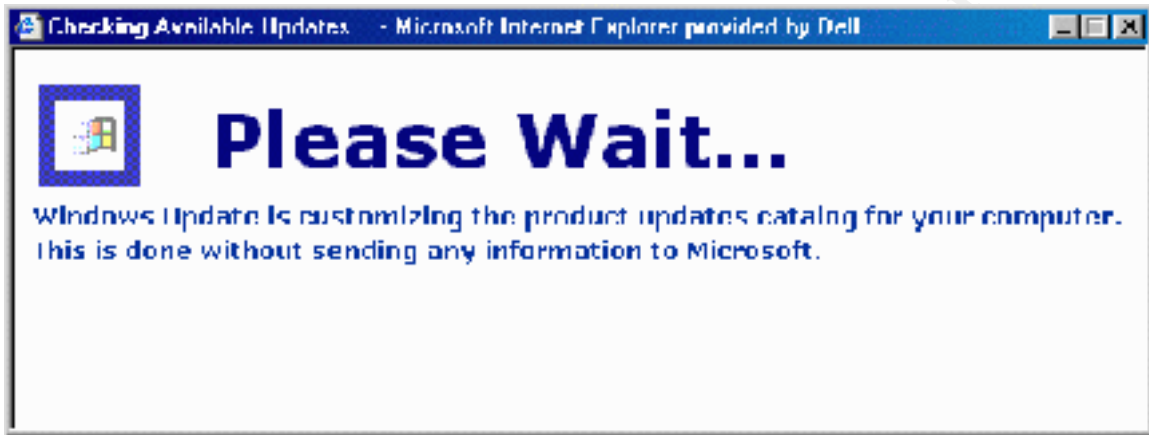 Checking Available Updates - Microsoft Internet Explorer provided by Dell
Please Wait...
Windows Update is customizing the product updates catalog for your computer.
This is done without sending any information to Microsoft.